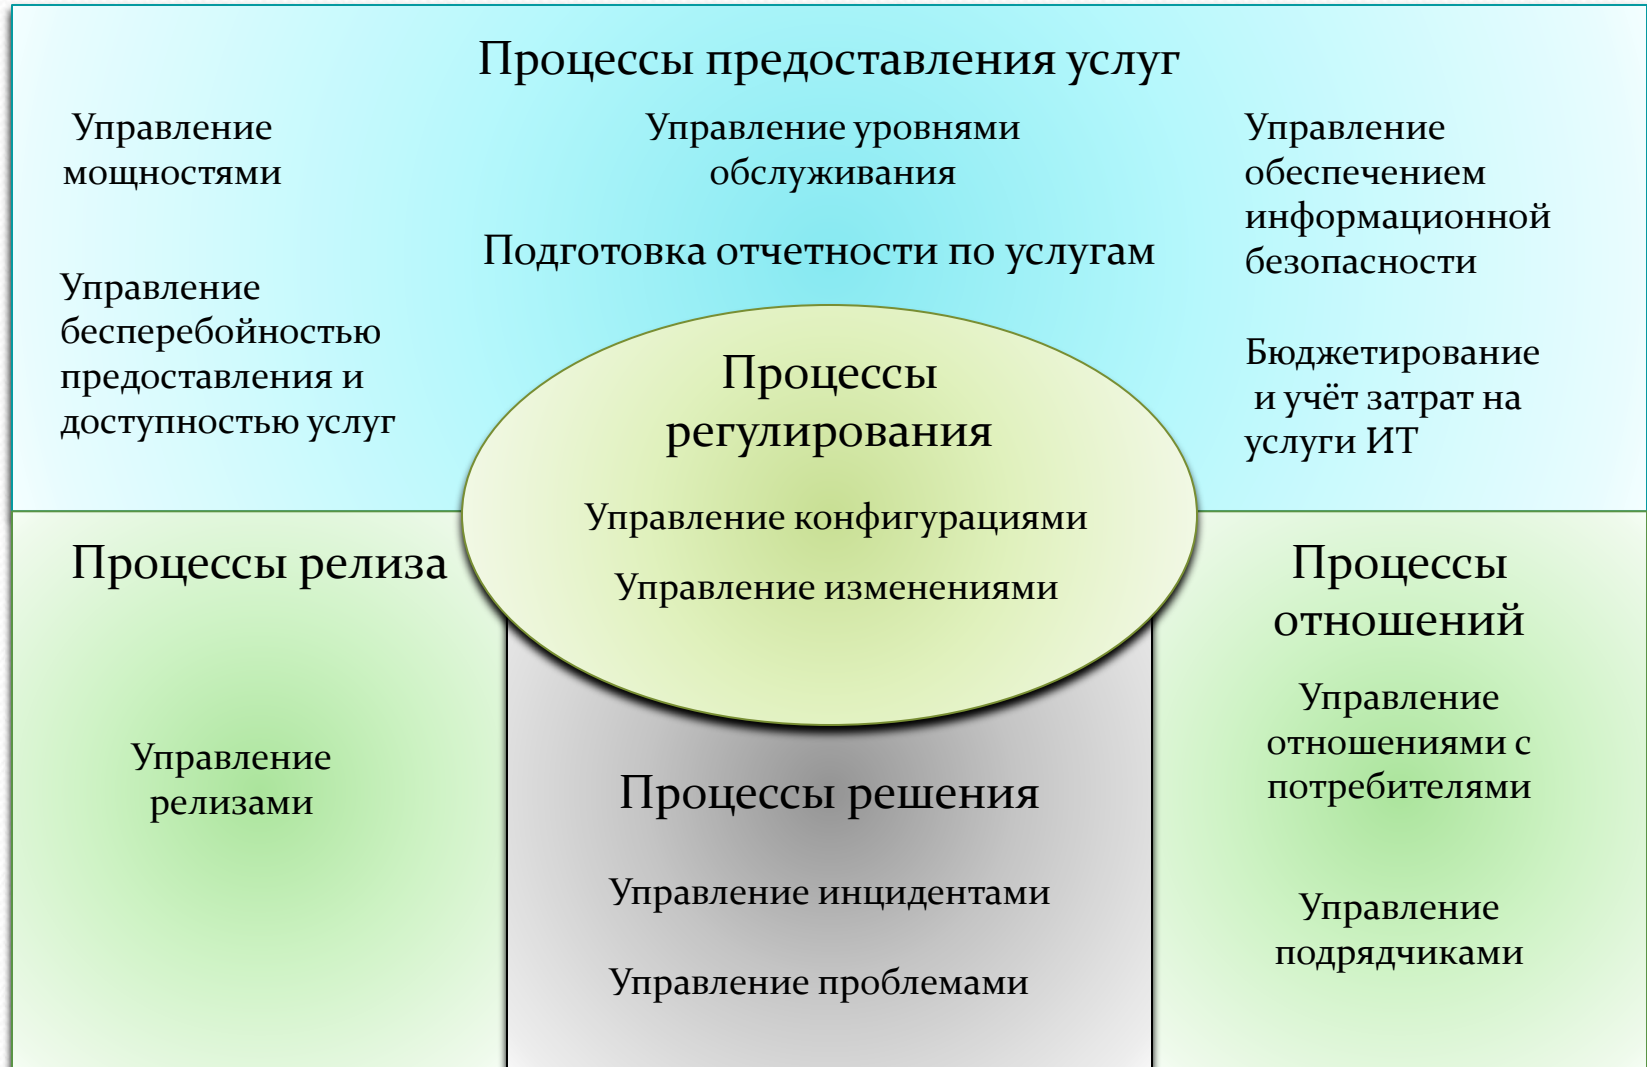 Процессы предоставления услуг
Управление
мощностями
Управление уровнями
обслуживания
Управление
обеспечением
информационной
безопасности
Подготовка отчетности по услугам
Управление
бесперебойностью
предоставления и
доступностью услуг
Бюджетирование
и учёт затрат на
услуги ИТ
Процессы
регулирования
Управление конфигурациями
Управление изменениями
Процессы релиза
Управление
релизами
Процессы решения
Управление инцидентами
Управление проблемами
Процессы
отношений
Управление
отношениями с
потребителями
Управление
подрядчиками